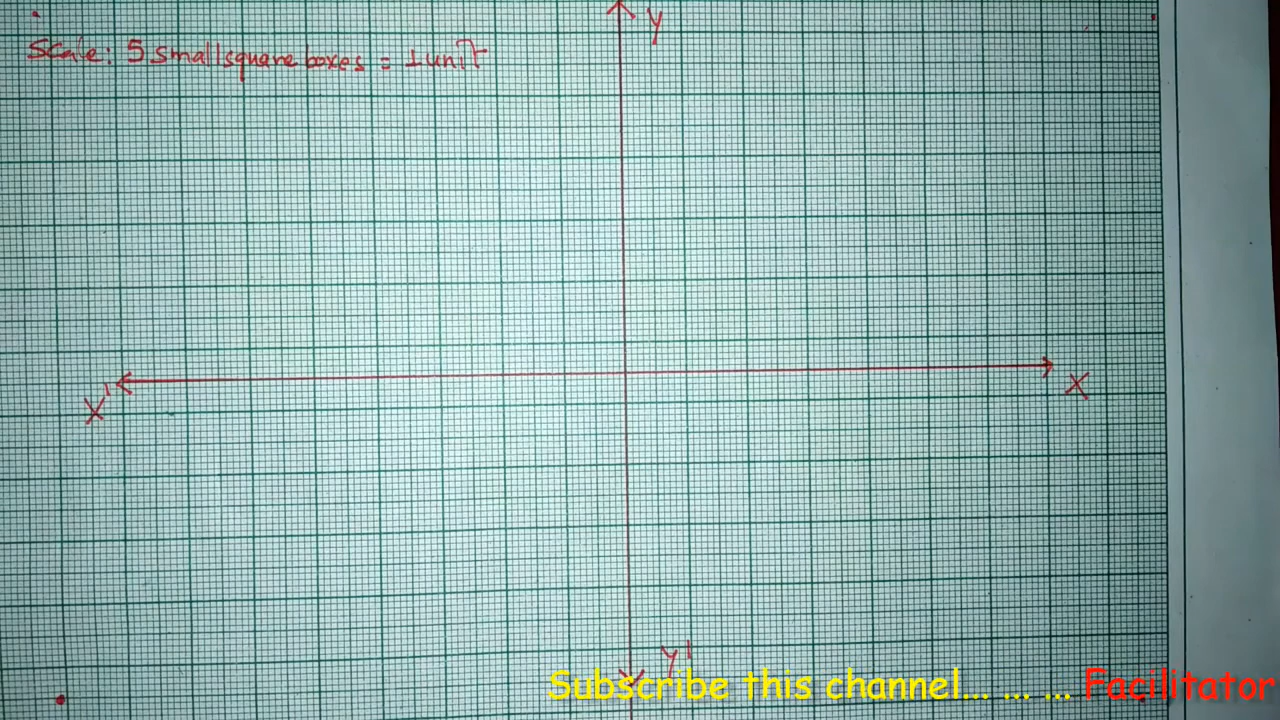 Y
Scale: 5 small square boxes = 1 unit
X' X
Y'
Subscribe this channel... ... ... Facilitator